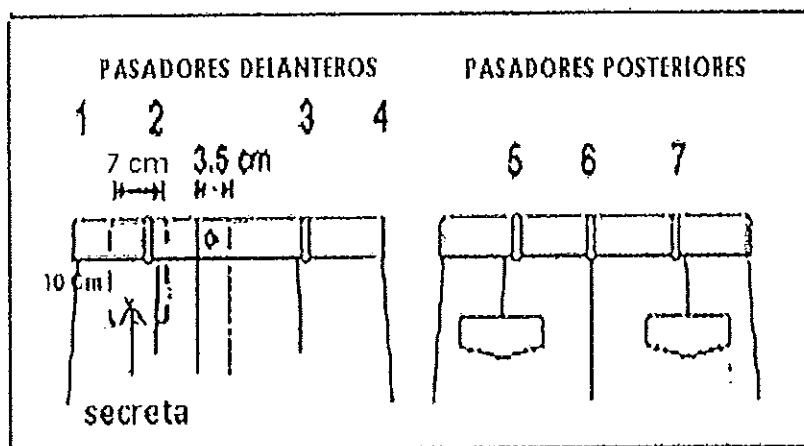 PASADORES DELANTEROS
PASADORES POSTERIORES
1 2 3 4
7 cm 3.5 cm
5 6 7
10 cm
secreta